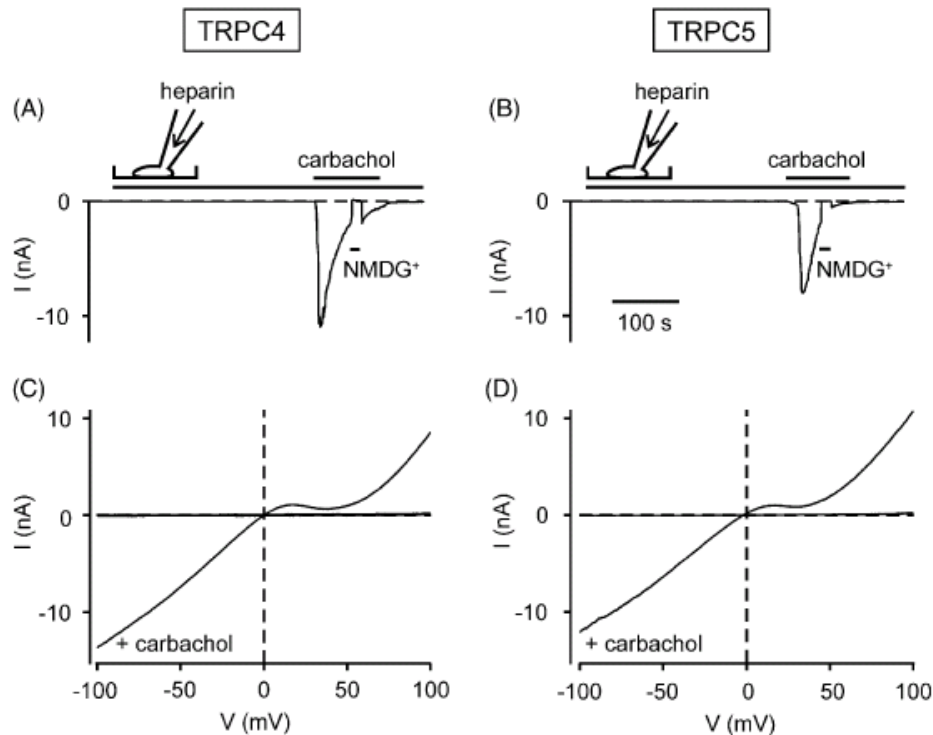 TRPC4
TRPC5
(A)
heparin
carbachol
0
I (nA)
-10
NMDG⁺
(B)
heparin
carbachol
0
I (nA)
-10
NMDG⁺
100 s
(C)
10
I (nA)
0
-10
+ carbachol
-100
-50
0
50
100
V (mV)
(D)
10
I (nA)
0
-10
+ carbachol
-100
-50
0
50
100
V (mV)